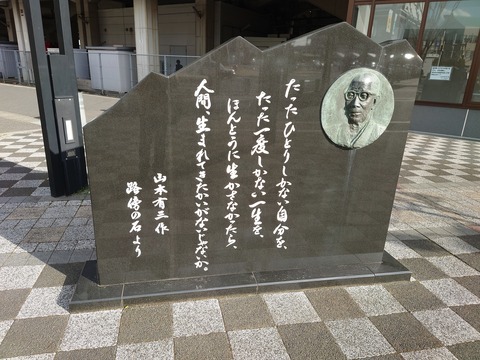 たったひとりしかない自分を、
たった一度しかない一生を、
ほんとうに生かさなかったら、
人間、生まれてきたかいがないじゃないか
山本有三作
路傍の石より